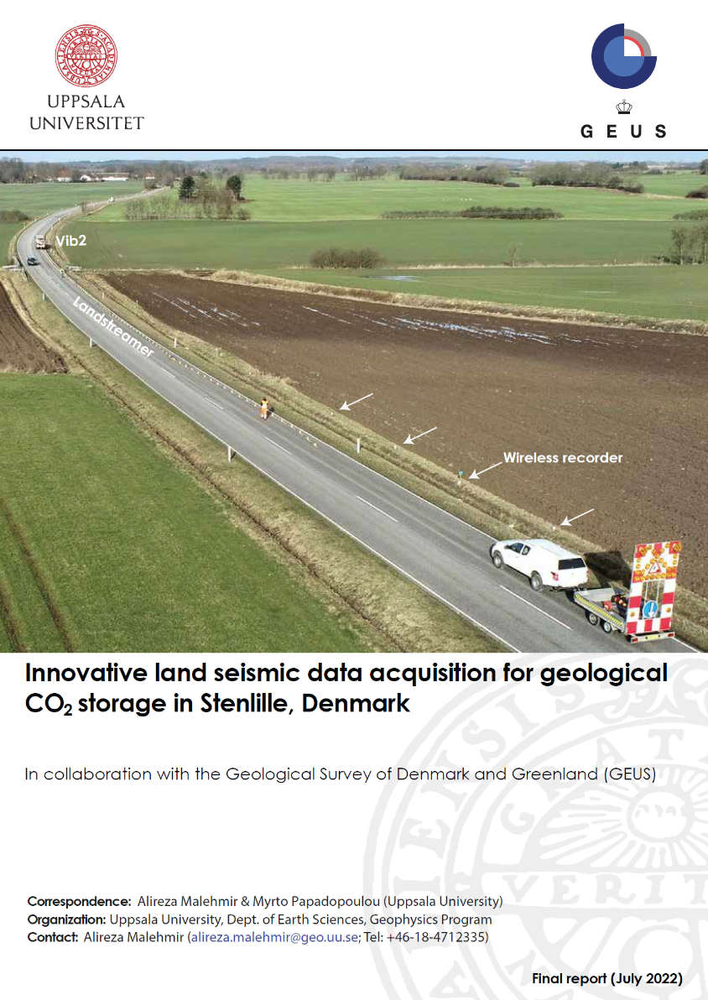 UPPSALA
UNIVERSITET
G E U S
Vib2
Landstreamer
Wireless recorder
Innovative land seismic data acquisition for geological
CO₂ storage in Stenlille, Denmark
In collaboration with the Geological Survey of Denmark and Greenland (GEUS)
VERIT
Correspondence: Alireza Malehmir & Myrto Papadopoulou (Uppsala University)
Organization: Uppsala University, Dept. of Earth Sciences, Geophysics Program
Contact: Alireza Malehmir (alireza.malehmir@geo.uu.se; Tel: +46-18-4712335)
Final report (July 2022)